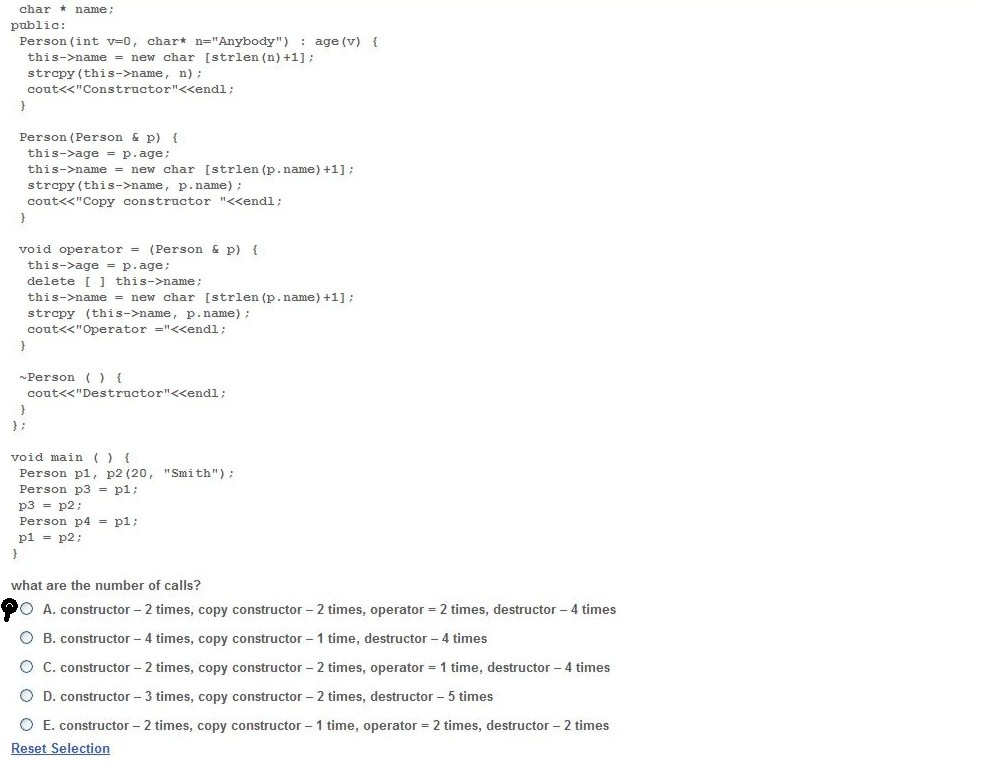 char * name;
public:
Person(int v=0, char* n="Anybody") : age(v) {
this->name = new char [strlen(n)+1];
strcpy(this->name, n);
cout<<"Constructor"<<endl;
}
Person(Person & p) {
this->age = p.age;
this->name = new char [strlen(p.name)+1];
strcpy(this->name, p.name);
cout<<"Copy constructor "<<endl;
}
void operator = (Person & p) {
this->age = p.age;
delete [ ] this->name;
this->name = new char [strlen(p.name)+1];
strcpy (this->name, p.name);
cout<<"Operator ="<<endl;
}
~Person ( ) {
cout<<"Destructor"<<endl;
}
};
void main ( ) {
Person p1, p2(20, "Smith");
Person p3 = p1;
p3 = p2;
Person p4 = p1;
p1 = p2;
}
what are the number of calls?
A. constructor – 2 times, copy constructor – 2 times, operator = 2 times, destructor – 4 times
B. constructor – 4 times, copy constructor – 1 time, destructor – 4 times
C. constructor – 2 times, copy constructor – 2 times, operator = 1 time, destructor – 4 times
D. constructor – 3 times, copy constructor – 2 times, destructor – 5 times
E. constructor – 2 times, copy constructor – 1 time, operator = 2 times, destructor – 2 times
Reset Selection